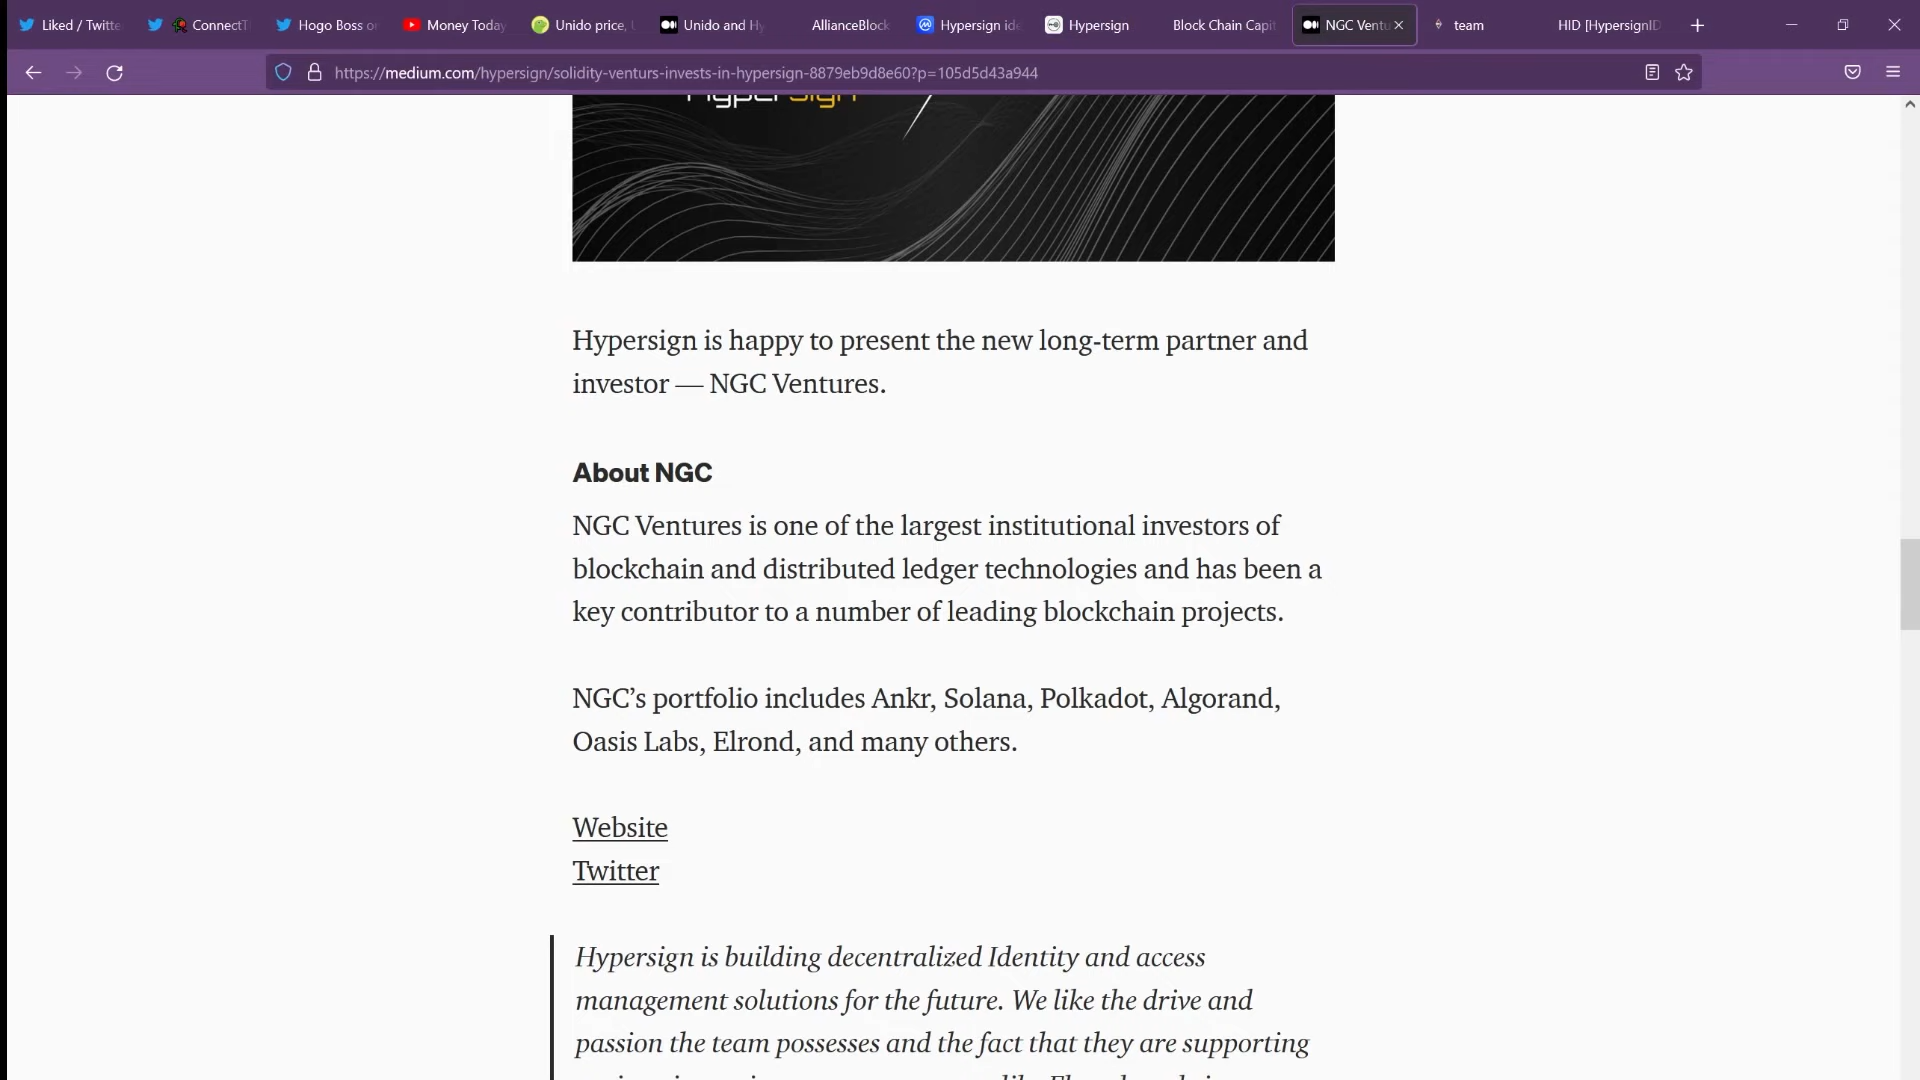 Liked / Twitte
ConnectT
Hogo Boss o
Money Today
Unido price,
Unido and Hy
AllianceBlock
Hypersign ide
Hypersign
Block Chain Capi
NGC Ventu
team
HID [HypersignID
https://medium.com/hypersign/solidity-venturs-invests-in-hypersign-8879eb9d8e60?p=105d5d43a944
Hypersign is happy to present the new long-term partner and
investor — NGC Ventures.
About NGC
NGC Ventures is one of the largest institutional investors of
blockchain and distributed ledger technologies and has been a
key contributor to a number of leading blockchain projects.
NGC’s portfolio includes Ankr, Solana, Polkadot, Algorand,
Oasis Labs, Elrond, and many others.
Website
Twitter
Hypersign is building decentralized Identity and access
management solutions for the future. We like the drive and
passion the team possesses and the fact that they are supporting